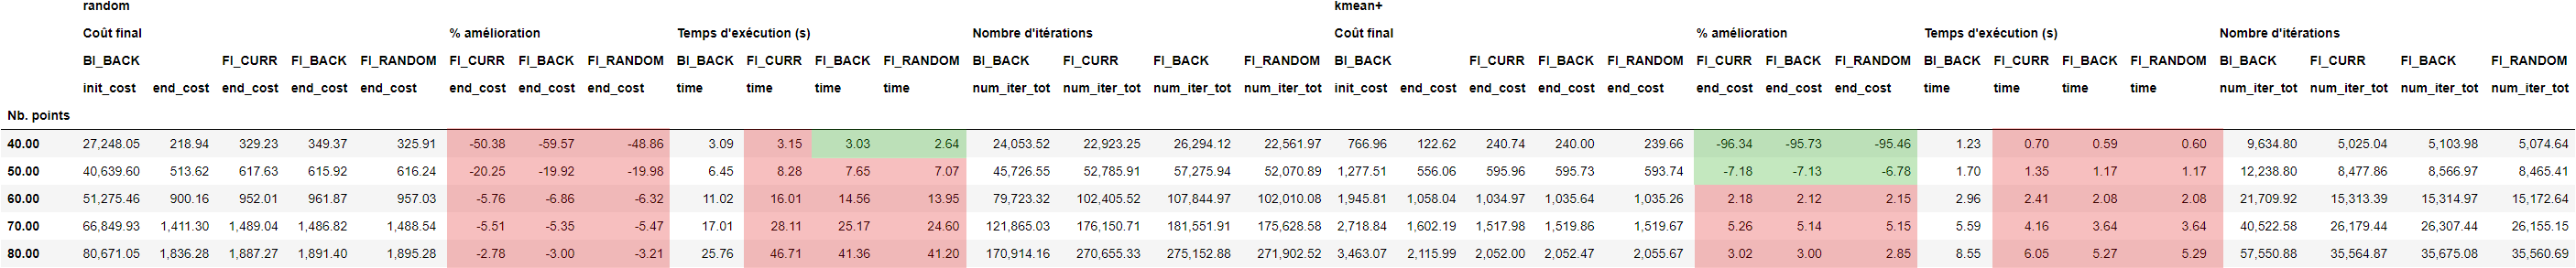 random kmean+
Coût final % amélioration Temps d'exécution (s) Nombre d'itérations Coût final % amélioration Temps d'exécution (s) Nombre d'itérations
BI_BACK FI_CURR FI_BACK FI_RANDOM FI_CURR FI_BACK FI_RANDOM BI_BACK FI_CURR FI_BACK FI_RANDOM BI_BACK FI_CURR FI_BACK FI_RANDOM BI_BACK FI_CURR FI_BACK FI_RANDOM FI_CURR FI_BACK FI_RANDOM BI_BACK FI_CURR FI_BACK FI_RANDOM BI_BACK FI_CURR FI_BACK FI_RANDOM
init_cost end_cost end_cost end_cost end_cost end_cost end_cost end_cost time time time time num_iter_tot num_iter_tot num_iter_tot num_iter_tot init_cost end_cost end_cost end_cost end_cost end_cost end_cost end_cost time time time time num_iter_tot num_iter_tot num_iter_tot num_iter_tot
Nb. points
40.00 27,248.05 218.94 329.23 349.37 325.91 -50.38 -59.57 -48.86 3.09 3.15 3.03 2.64 24,053.52 22,923.25 26,294.12 22,561.97 766.96 122.62 240.74 240.00 239.66 -96.34 -95.73 -95.46 1.23 0.70 0.59 0.60 9,634.80 5,025.04 5,103.98 5,074.64
50.00 40,639.60 513.62 617.63 615.92 616.24 -20.25 -19.92 -19.98 6.45 8.28 7.65 7.07 45,726.55 52,785.91 57,275.94 52,070.89 1,277.51 556.06 595.96 595.73 593.74 -7.18 -7.13 -6.78 1.70 1.35 1.17 1.17 12,238.80 8,477.86 8,566.97 8,465.41
60.00 51,275.46 900.16 952.01 961.87 957.03 -5.76 -6.86 -6.32 11.02 16.01 14.56 13.95 79,723.32 102,405.52 107,844.97 102,010.08 1,945.81 1,058.04 1,034.97 1,035.64 1,035.26 2.18 2.12 2.15 2.96 2.41 2.08 2.08 21,709.92 15,313.39 15,314.97 15,172.64
70.00 66,849.93 1,411.30 1,489.04 1,486.82 1,488.54 -5.51 -5.35 -5.47 17.01 28.11 25.17 24.60 121,865.03 176,150.71 181,551.91 175,628.58 2,718.84 1,602.19 1,517.98 1,519.86 1,519.67 5.26 5.14 5.15 5.59 4.16 3.64 3.64 40,522.58 26,179.44 26,307.44 26,155.15
80.00 80,671.05 1,836.28 1,887.27 1,891.40 1,895.28 -2.78 -3.00 -3.21 25.76 46.71 41.36 41.20 170,914.16 270,655.33 275,152.88 271,902.52 3,463.07 2,115.99 2,052.00 2,052.47 2,055.67 3.02 3.00 2.85 8.55 6.05 5.27 5.29 57,550.88 35,564.87 35,675.08 35,560.69